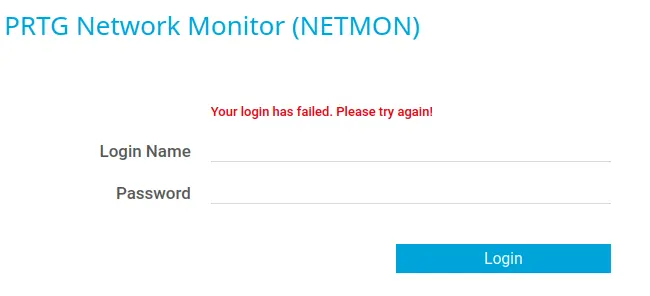 PRTG Network Monitor (NETMON)
Your login has failed. Please try again!
Login Name
Password
Login